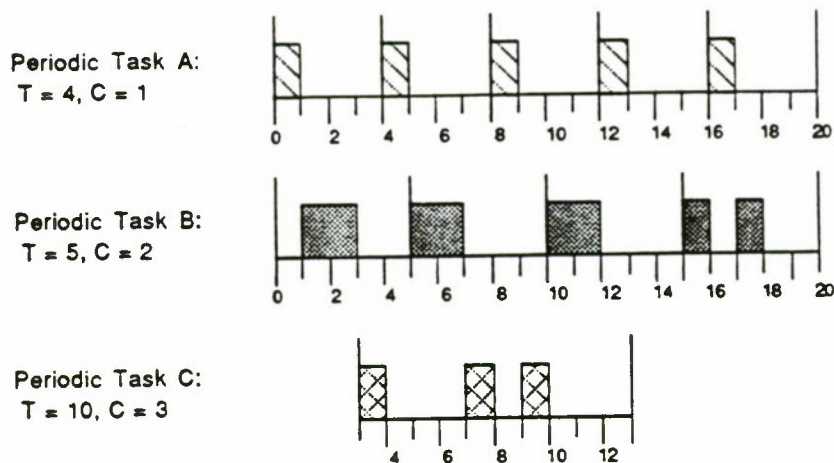 Periodic Task A:
T = 4, C = 1
0 2 4 6 8 10 12 14 16 18 20
Periodic Task B:
T = 5, C = 2
0 2 4 6 8 10 12 14 16 18 20
Periodic Task C:
T = 10, C = 3
4 6 8 10 12